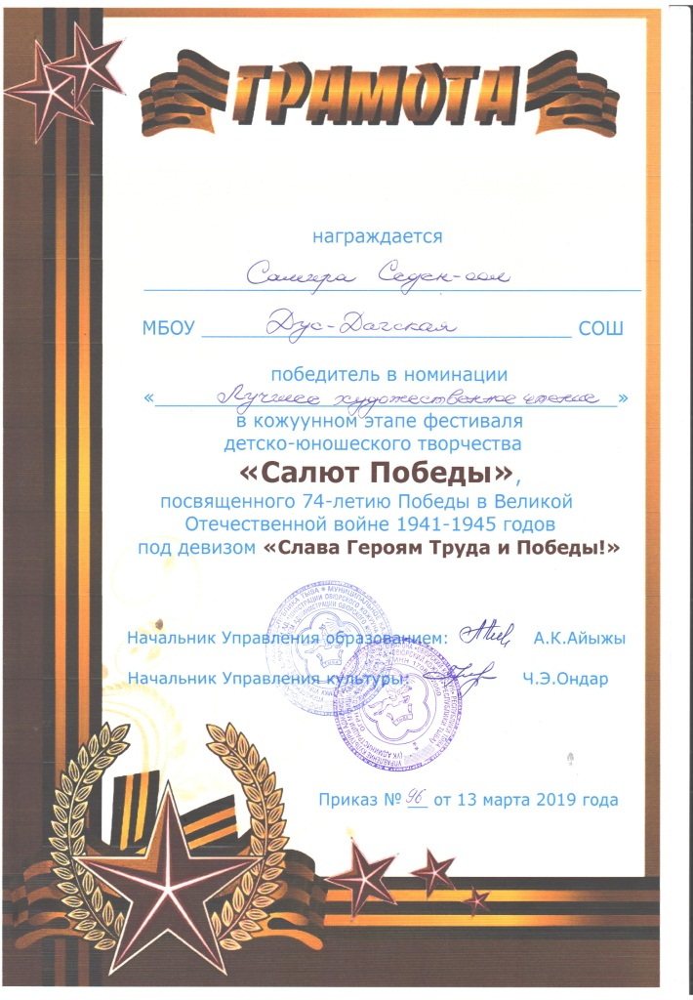 ГРАМОТА
награждается
Самира Седен-оол
МБОУ Дус-Дагская СОШ
победитель в номинации
«Лучшее художественное чтение»
в кожуунном этапе фестиваля
детско-юношеского творчества
«Салют Победы»,
посвященного 74-летию Победы в Великой
Отечественной войне 1941-1945 годов
под девизом «Слава Героям Труда и Победы!»
Начальник Управления образованием: А.К.Айыжы
Начальник Управления культуры: Ч.Э.Ондар
Приказ № 96 от 13 марта 2019 года